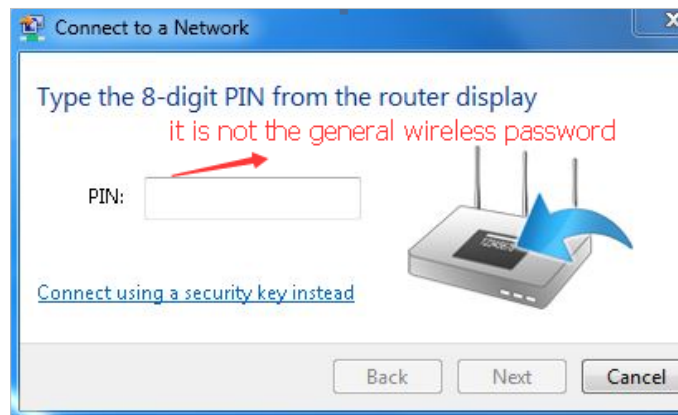 Connect to a Network
X
Type the 8-digit PIN from the router display
it is not the general wireless password
PIN:
12345678
Connect using a security key instead
Back
Next
Cancel